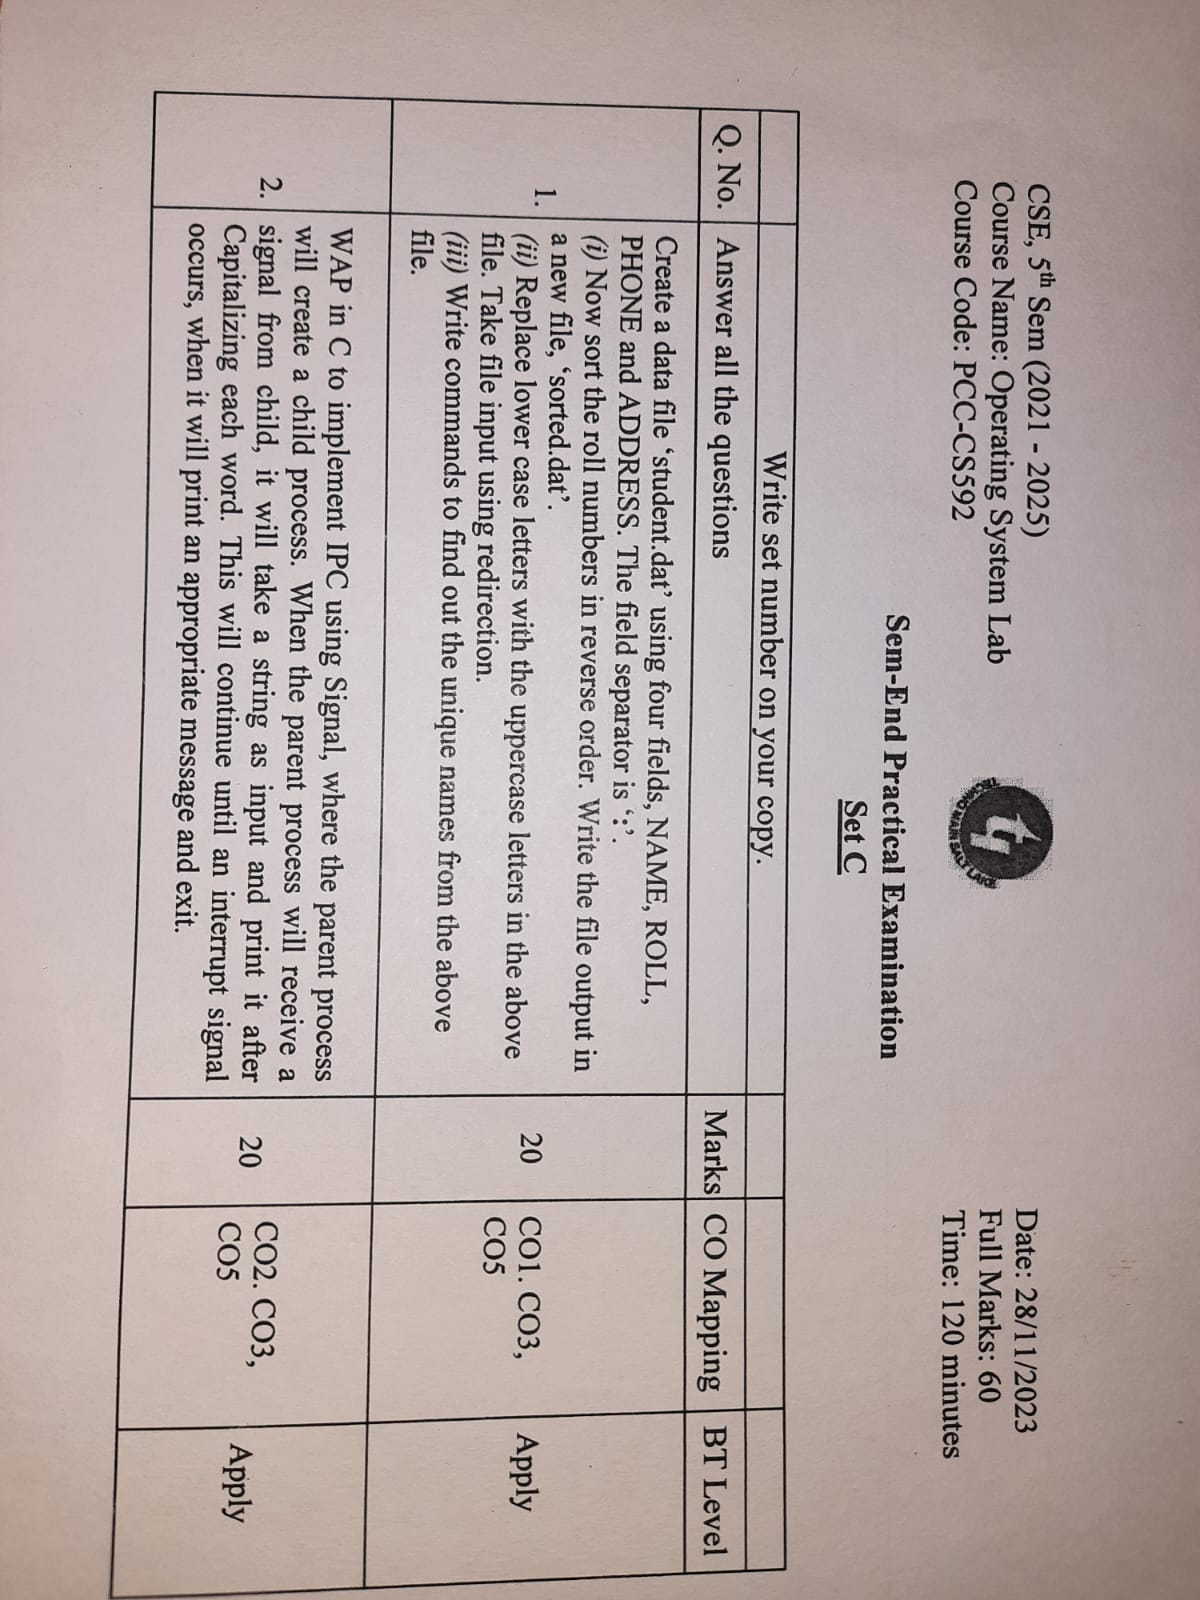 CSE, 5th Sem (2021 - 2025)
Course Name: Operating System Lab
Course Code: PCC-CS592
Date: 28/11/2023
Full Marks: 60
Time: 120 minutes
Sem-End Practical Examination
Set C
Write set number on your copy.
Q. No. Answer all the questions Marks CO Mapping BT Level
1.
Create a data file ‘student.dat’ using four fields, NAME, ROLL,
PHONE and ADDRESS. The field separator is ‘:’.
(i) Now sort the roll numbers in reverse order. Write the file output in
a new file, ‘sorted.dat’.
(ii) Replace lower case letters with the uppercase letters in the above
file. Take file input using redirection.
(iii) Write commands to find out the unique names from the above
file.
20
CO1. CO3,
CO5
Apply
2.
WAP in C to implement IPC using Signal, where the parent process
will create a child process. When the parent process will receive a
signal from child, it will take a string as input and print it after
Capitalizing each word. This will continue until an interrupt signal
occurs, when it will print an appropriate message and exit.
20
CO2. CO3,
CO5
Apply